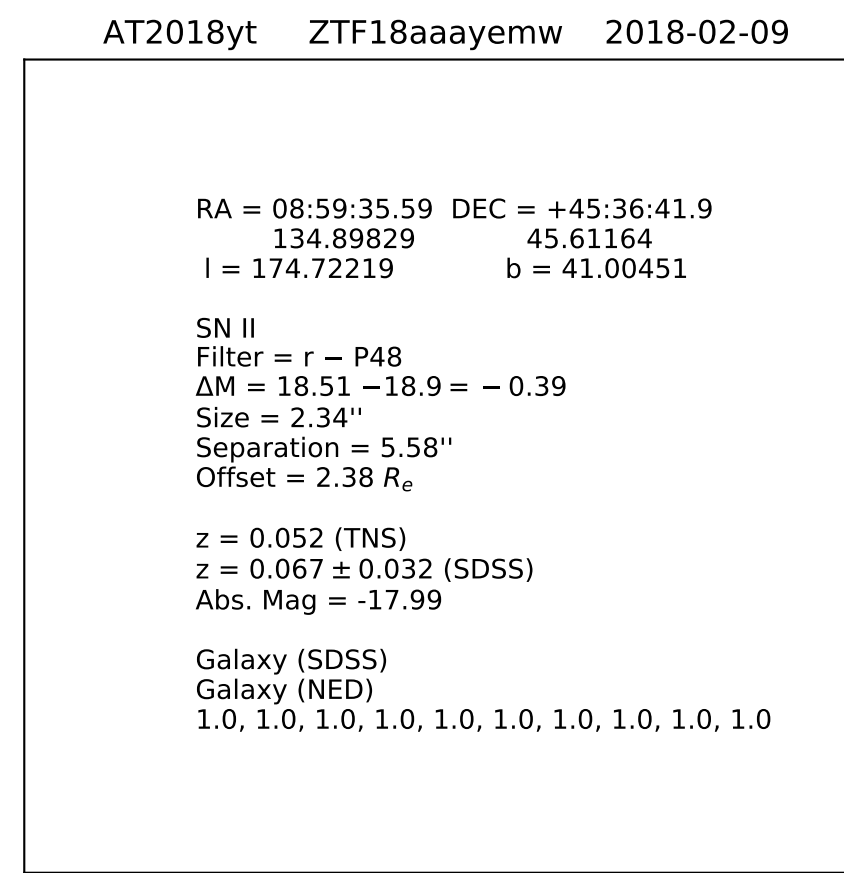 AT2018yt ZTF18aaayemw 2018-02-09
RA = 08:59:35.59 DEC = +45:36:41.9
134.89829 45.61164
l = 174.72219 b = 41.00451
SN II
Filter = r − P48
ΔM = 18.51 −18.9 = − 0.39
Size = 2.34''
Separation = 5.58''
Offset = 2.38 Rₑ
z = 0.052 (TNS)
z = 0.067 ± 0.032 (SDSS)
Abs. Mag = -17.99
Galaxy (SDSS)
Galaxy (NED)
1.0, 1.0, 1.0, 1.0, 1.0, 1.0, 1.0, 1.0, 1.0, 1.0